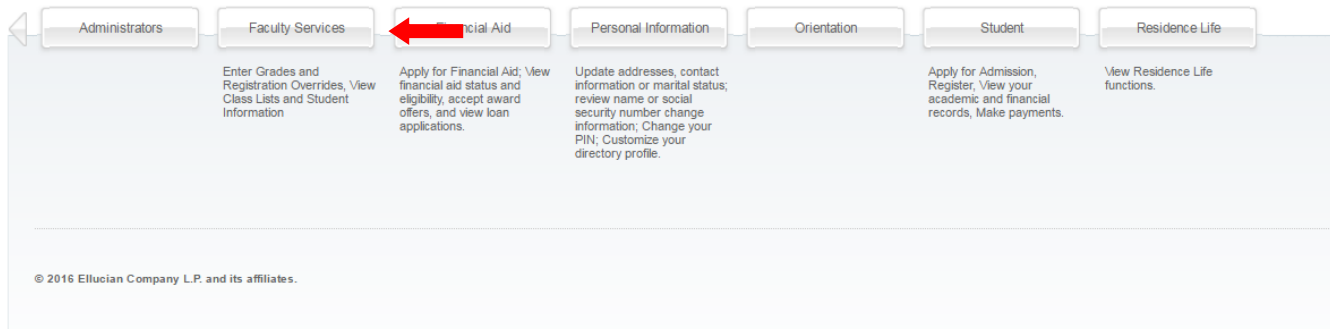 Administrators
Faculty Services
ncial Aid
Personal Information
Orientation
Student
Residence Life
Enter Grades and
Registration Overrides, View
Class Lists and Student
Information
Apply for Financial Aid; View
financial aid status and
eligibility, accept award
offers, and view loan
applications.
Update addresses, contact
information or marital status;
review name or social
security number change
information; Change your
PIN; Customize your
directory profile.
Apply for Admission,
Register, View your
academic and financial
records, Make payments.
View Residence Life
functions.
© 2016 Ellucian Company L.P. and its affiliates.